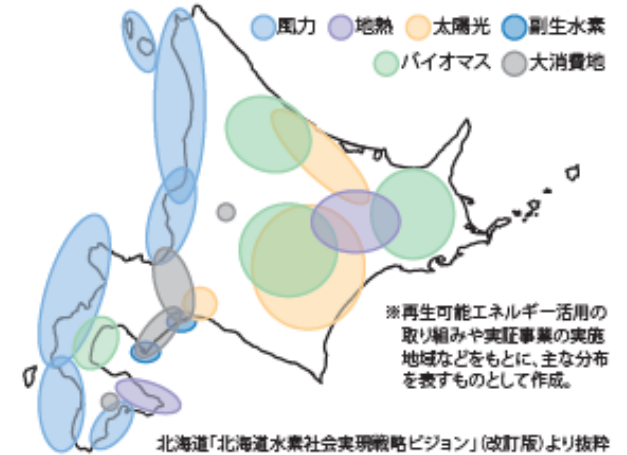 風力 地熱 太陽光 副生水素
バイオマス 大消費地
※再生可能エネルギー活用の
取り組みや実証事業の実施
地域などをもとに、主な分布
を表すものとして作成。
北海道「北海道水素社会実現戦略ビジョン」(改訂版)より抜粋